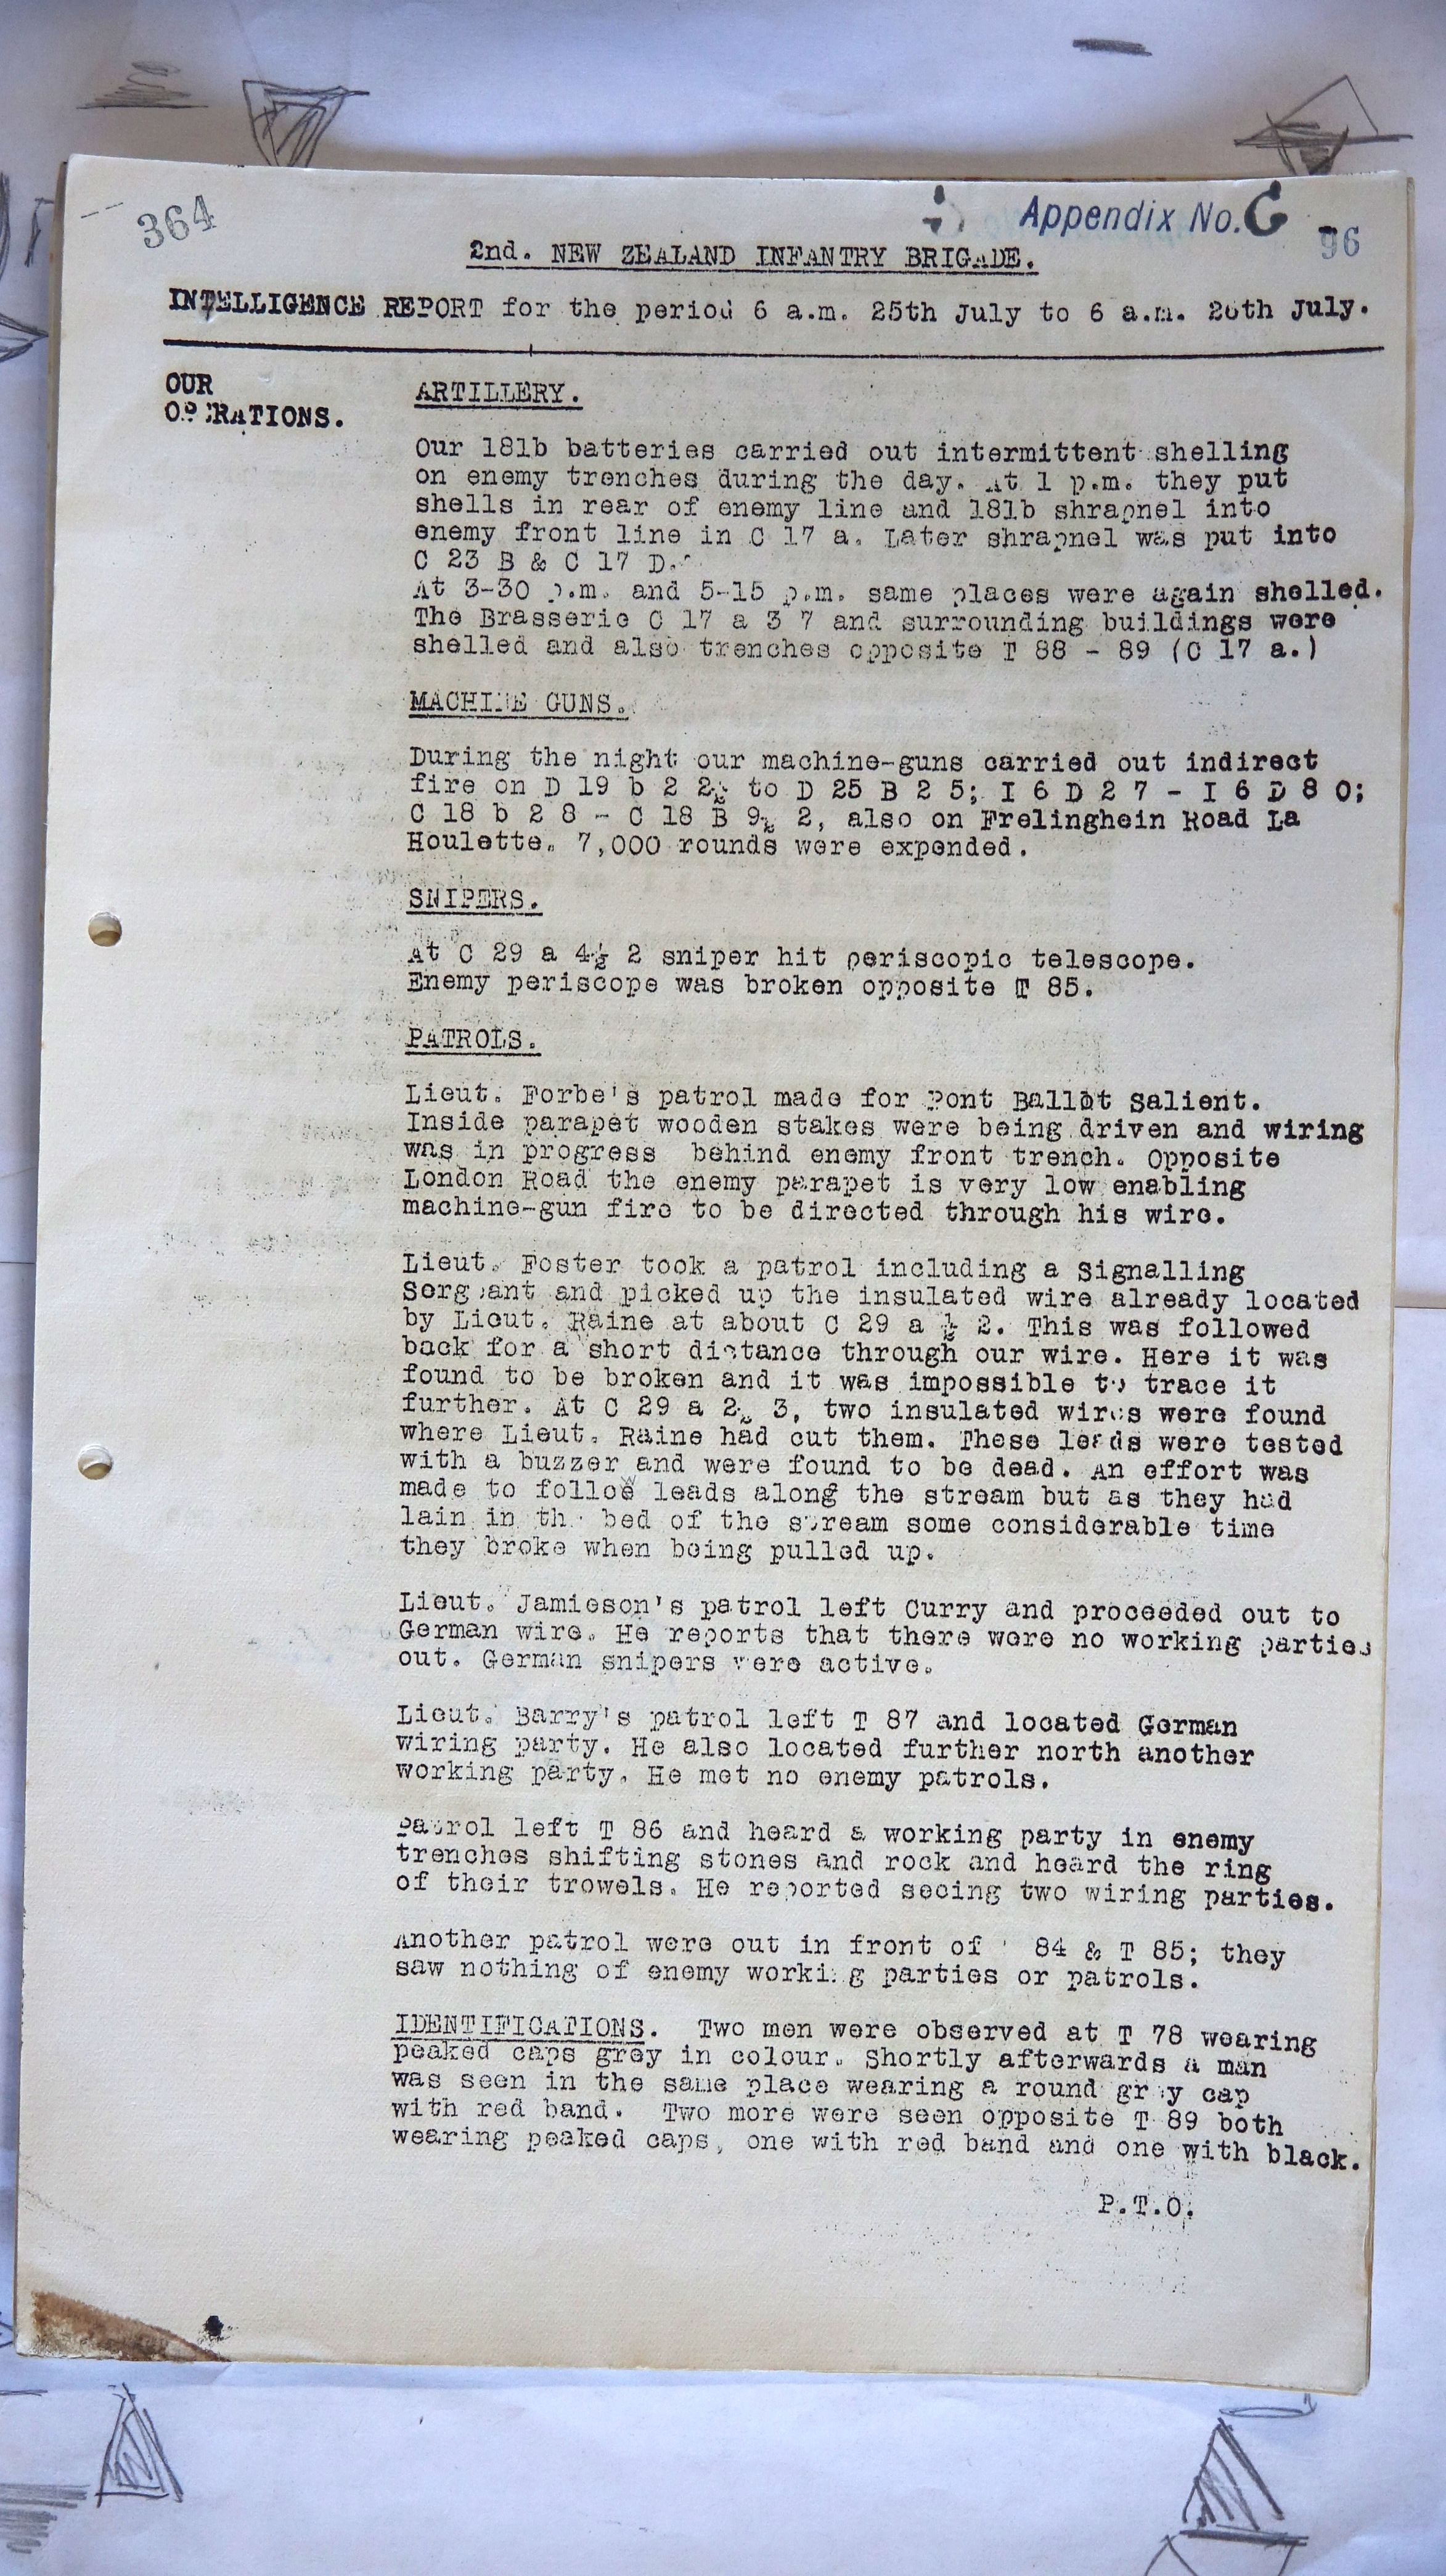 364
Appendix No. G
96
2nd. NEW ZEALAND INFANTRY BRIGADE.
INTELLIGENCE REPORT for the period 6 a.m. 25th July to 6 a.m. 26th July.
OUR
OPERATIONS.
ARTILLERY.
Our 18lb batteries carried out intermittent shelling
on enemy trenches during the day. At 1 p.m. they put
shells in rear of enemy line and 18lb shrapnel into
enemy front line in C 17 a. Later shrapnel was put into
C 23 B & C 17 D.
At 3-30 p.m. and 5-15 p.m. same places were again shelled.
The Brasserie C 17 a 3 7 and surrounding buildings were
shelled and also trenches opposite T 88 - 89 (C 17 a.)
MACHINE GUNS.
During the night our machine-guns carried out indirect
fire on D 19 b 2 2½ to D 25 B 2 5; I 6 D 2 7 - I 6 D 8 0;
C 18 b 2 8 - C 18 B 9½ 2, also on Frelinghein Road La
Houlette. 7,000 rounds were expended.
SNIPERS.
At C 29 a 4½ 2 sniper hit periscopic telescope.
Enemy periscope was broken opposite T 85.
PATROLS.
Lieut. Forbe's patrol made for Pont Ballot Salient.
Inside parapet wooden stakes were being driven and wiring
was in progress behind enemy front trench. Opposite
London Road the enemy parapet is very low enabling
machine-gun fire to be directed through his wire.
Lieut. Foster took a patrol including a Signalling
Sergeant and picked up the insulated wire already located
by Lieut. Raine at about C 29 a ½ 2. This was followed
back for a short distance through our wire. Here it was
found to be broken and it was impossible to trace it
further. At C 29 a 2½ 3, two insulated wires were found
where Lieut. Raine had cut them. These leads were tested
with a buzzer and were found to be dead. An effort was
made to follow leads along the stream but as they had
lain in the bed of the stream some considerable time
they broke when being pulled up.
Lieut. Jamieson's patrol left Curry and proceeded out to
German wire. He reports that there were no working parties
out. German snipers were active.
Lieut. Barry's patrol left T 87 and located German
wiring party. He also located further north another
working party. He met no enemy patrols.
Patrol left T 86 and heard a working party in enemy
trenches shifting stones and rock and heard the ring
of their trowels. He reported seeing two wiring parties.
Another patrol were out in front of 84 & T 85; they
saw nothing of enemy working parties or patrols.
IDENTIFICATIONS. Two men were observed at T 78 wearing
peaked caps grey in colour. Shortly afterwards a man
was seen in the same place wearing a round grey cap
with red band. Two more were seen opposite T 89 both
wearing peaked caps, one with red band and one with black.
P.T.O.